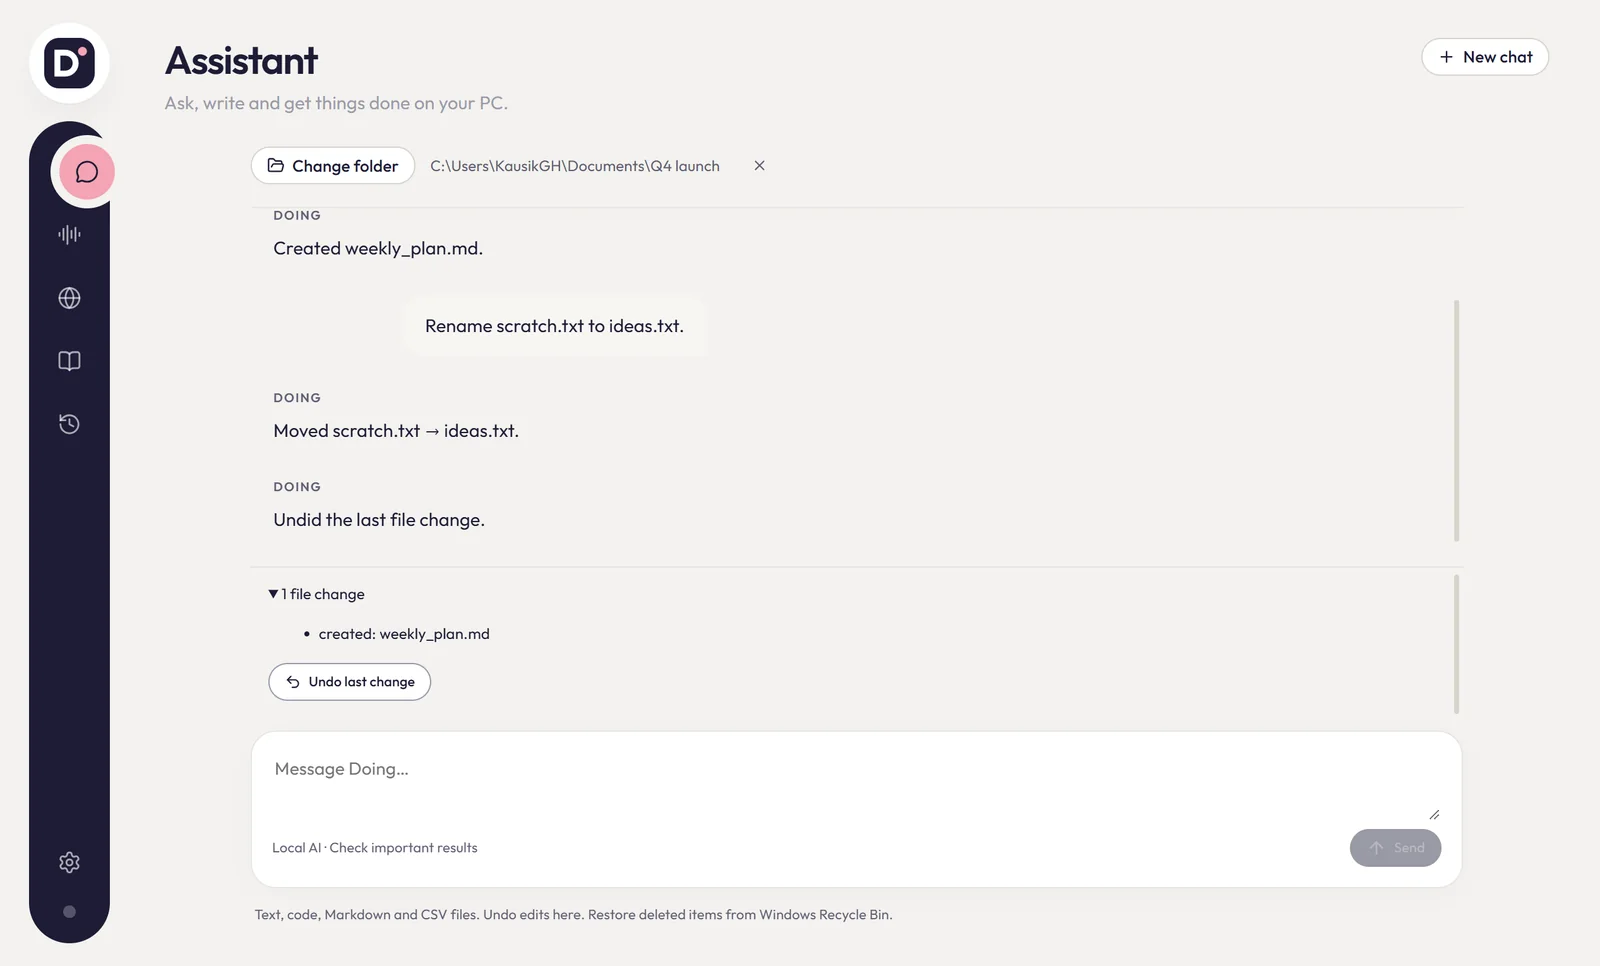 D
Assistant
+ New chat
Ask, write and get things done on your PC.
Change folder
C:\Users\KausikGH\Documents\Q4 launch
DOING
Created weekly_plan.md.
Rename scratch.txt to ideas.txt.
DOING
Moved scratch.txt → ideas.txt.
DOING
Undid the last file change.
▼ 1 file change
• created: weekly_plan.md
Undo last change
Message Doing...
Local AI · Check important results
Send
Text, code, Markdown and CSV files. Undo edits here. Restore deleted items from Windows Recycle Bin.